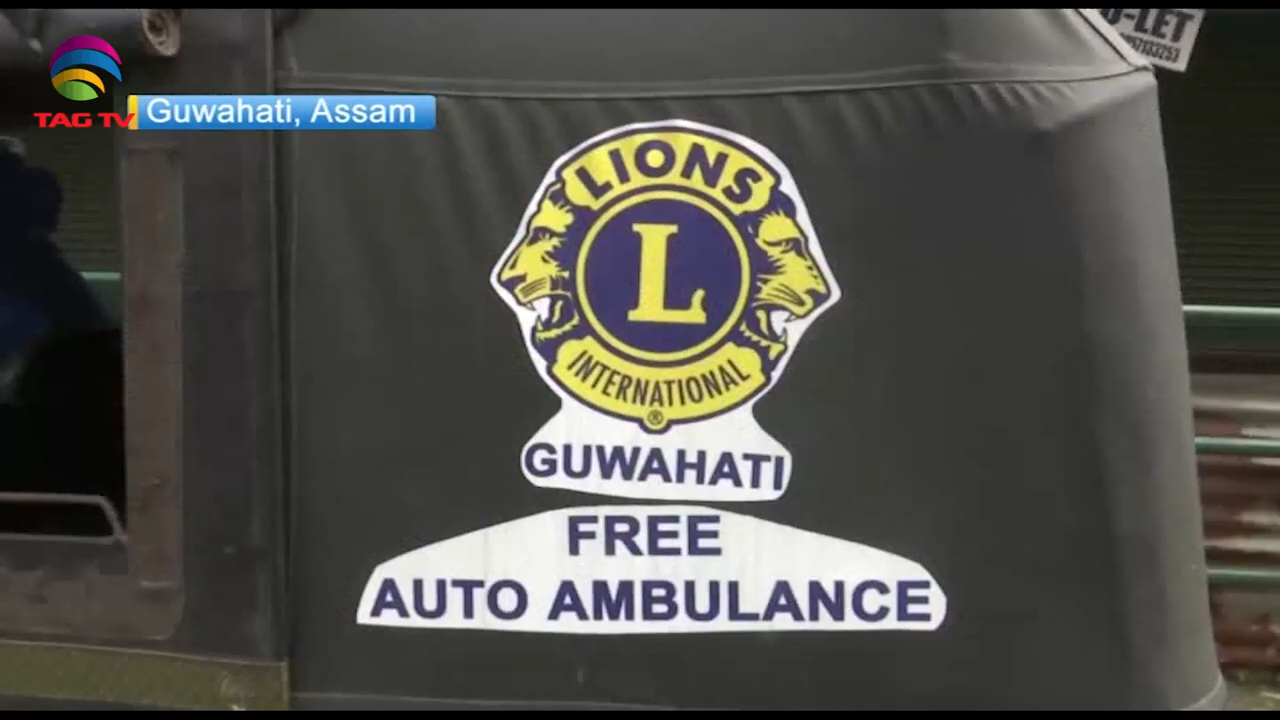 TAG TV
Guwahati, Assam
LIONS
L
INTERNATIONAL
®
GUWAHATI
FREE
AUTO AMBULANCE